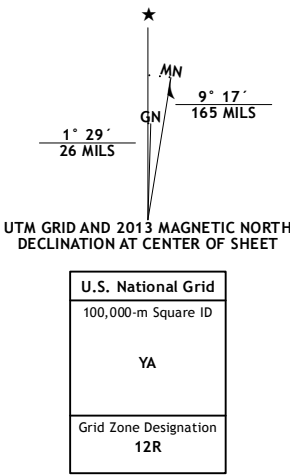 MN
GN
9° 17´
165 MILS
1° 29´
26 MILS
UTM GRID AND 2013 MAGNETIC NORTH
DECLINATION AT CENTER OF SHEET
U.S. National Grid
100,000-m Square ID
YA
Grid Zone Designation
12R